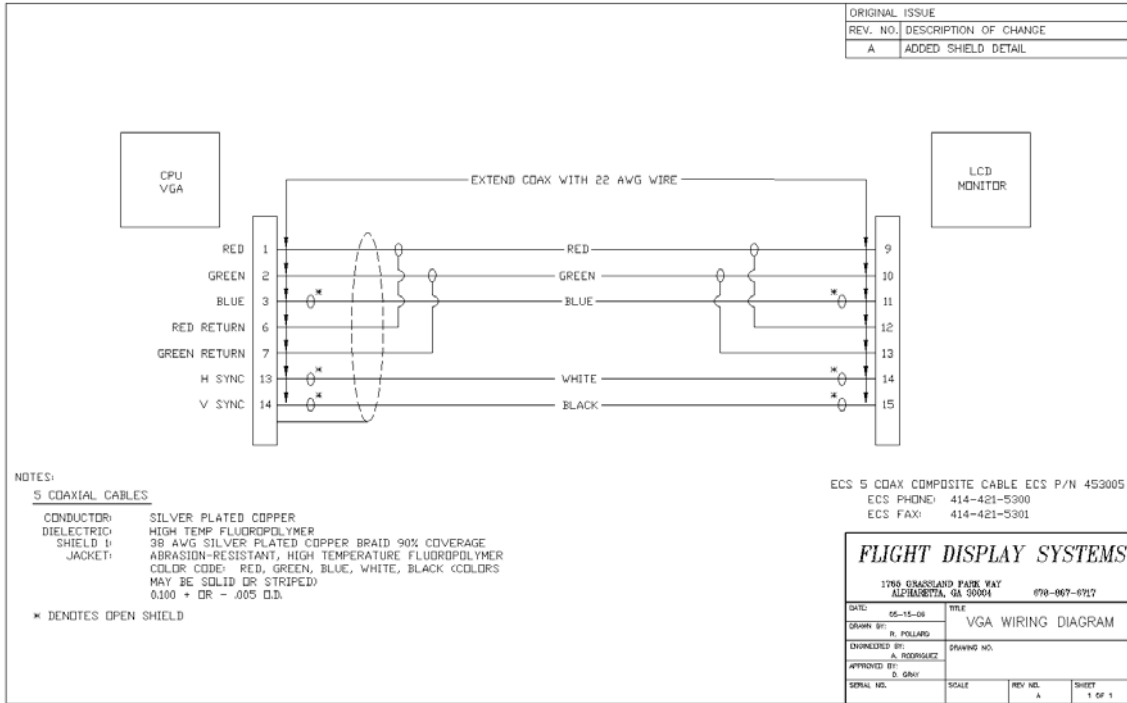 ORIGINAL ISSUE
REV. NO. DESCRIPTION OF CHANGE
A ADDED SHIELD DETAIL
CPU
VGA
LCD
MONITOR
EXTEND COAX WITH 22 AWG WIRE
RED 1 RED 9
GREEN 2 GREEN 10
BLUE 3 * BLUE * 11
RED RETURN 6 12
GREEN RETURN 7 13
H SYNC 13 * WHITE * 14
V SYNC 14 * BLACK * 15
NOTES:
5 COAXIAL CABLES
CONDUCTOR: SILVER PLATED COPPER
DIELECTRIC: HIGH TEMP FLUOROPOLYMER
SHIELD 1: 38 AWG SILVER PLATED COPPER BRAID 90% COVERAGE
JACKET: ABRASION-RESISTANT, HIGH TEMPERATURE FLUOROPOLYMER
COLOR CODE: RED, GREEN, BLUE, WHITE, BLACK (COLORS
MAY BE SOLID OR STRIPED)
0.100 + OR - .005 O.D.
* DENOTES OPEN SHIELD
ECS 5 COAX COMPOSITE CABLE ECS P/N 453005
ECS PHONE: 414-421-5300
ECS FAX: 414-421-5301
FLIGHT DISPLAY SYSTEMS
GRASSLAND PARK WAY
ALPHARETTA, GA 30004
DATE: TITLE
VGA WIRING DIAGRAM
DRAWN BY:
R. POLLARD
ENGINEERED BY: DRAWING NO.
A. RODRIGUEZ
APPROVED BY:
D. GRAY
SERIAL NO. SCALE REV NO. SHEET
A 1 OF 1